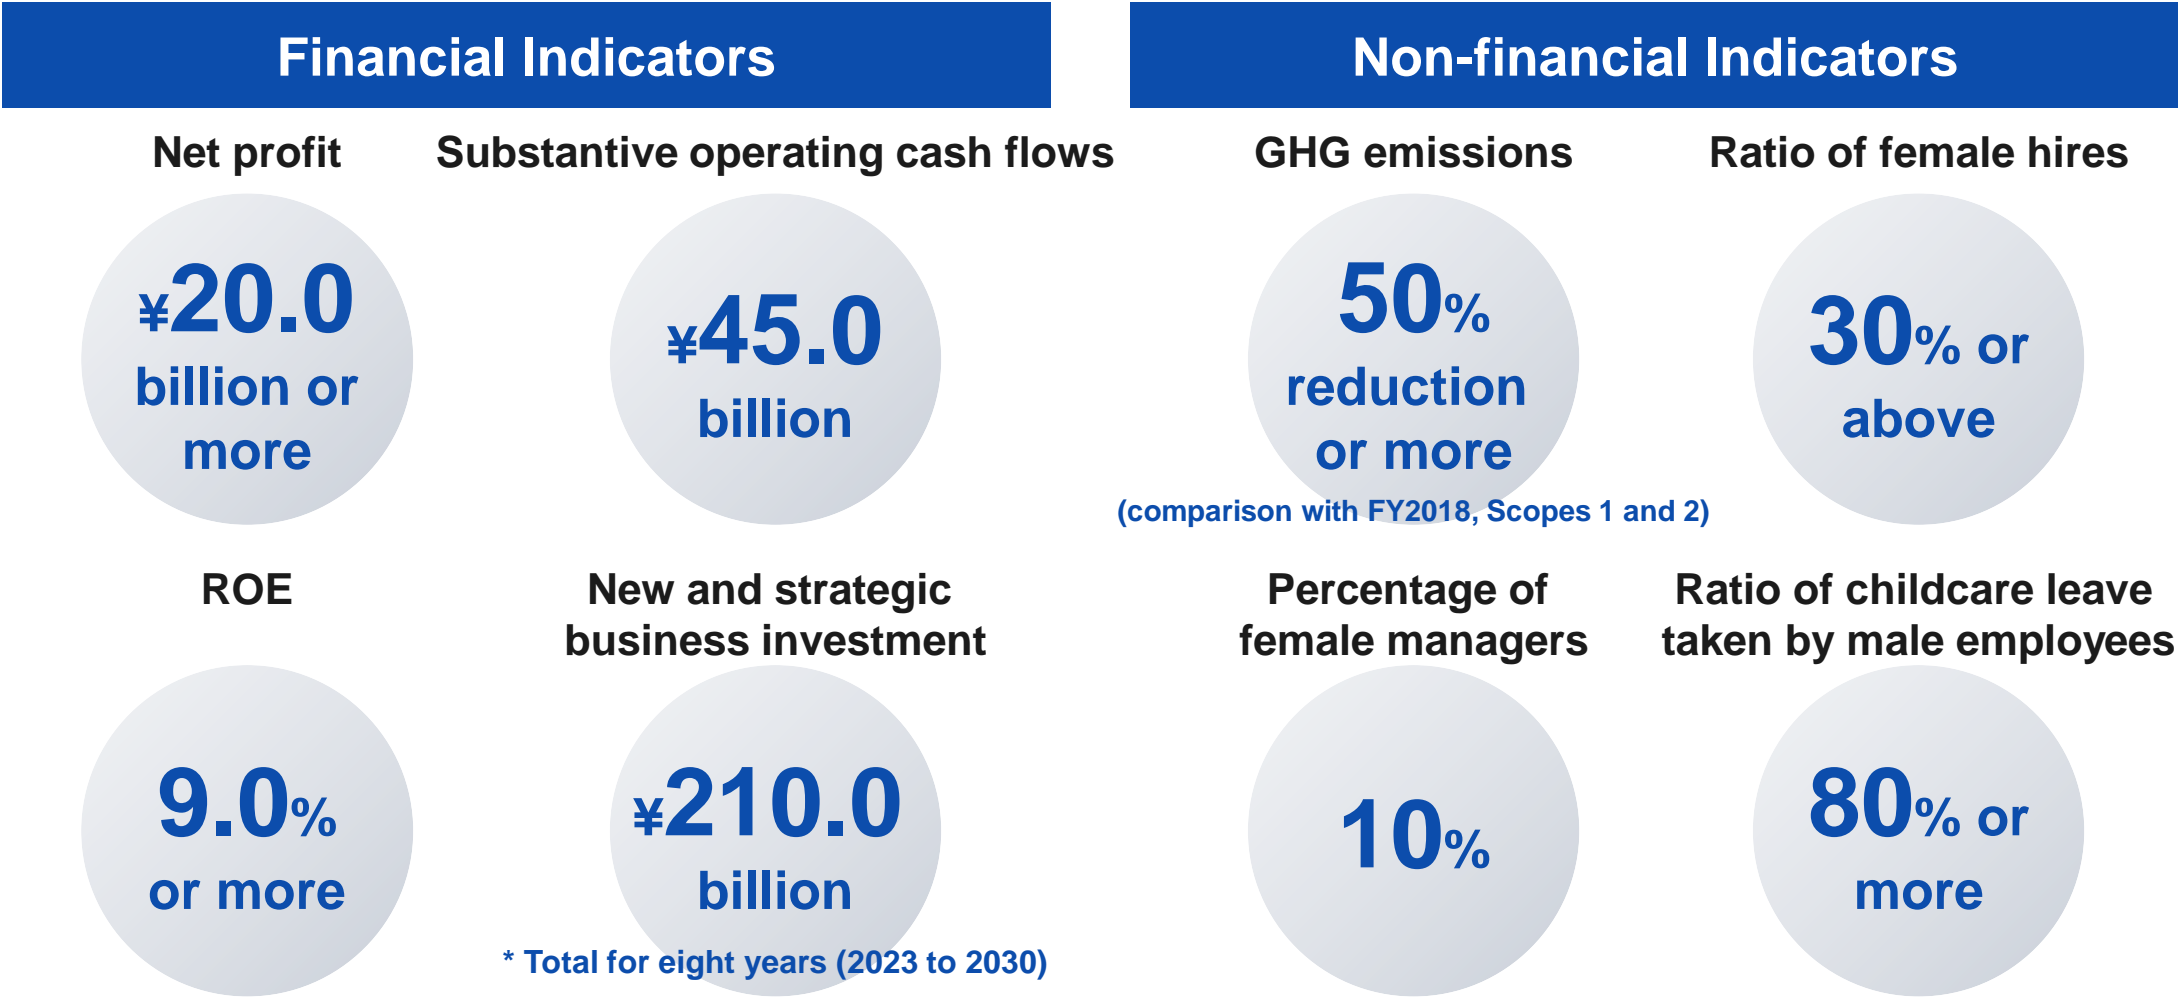 Financial Indicators
Net profit
¥20.0
billion or
more
Substantive operating cash flows
¥45.0
billion
ROE
9.0%
or more
New and strategic
business investment
¥210.0
billion
* Total for eight years (2023 to 2030)
Non-financial Indicators
GHG emissions
50%
reduction
or more
(comparison with FY2018, Scopes 1 and 2)
Ratio of female hires
30% or
above
Percentage of
female managers
10%
Ratio of childcare leave
taken by male employees
80% or
more